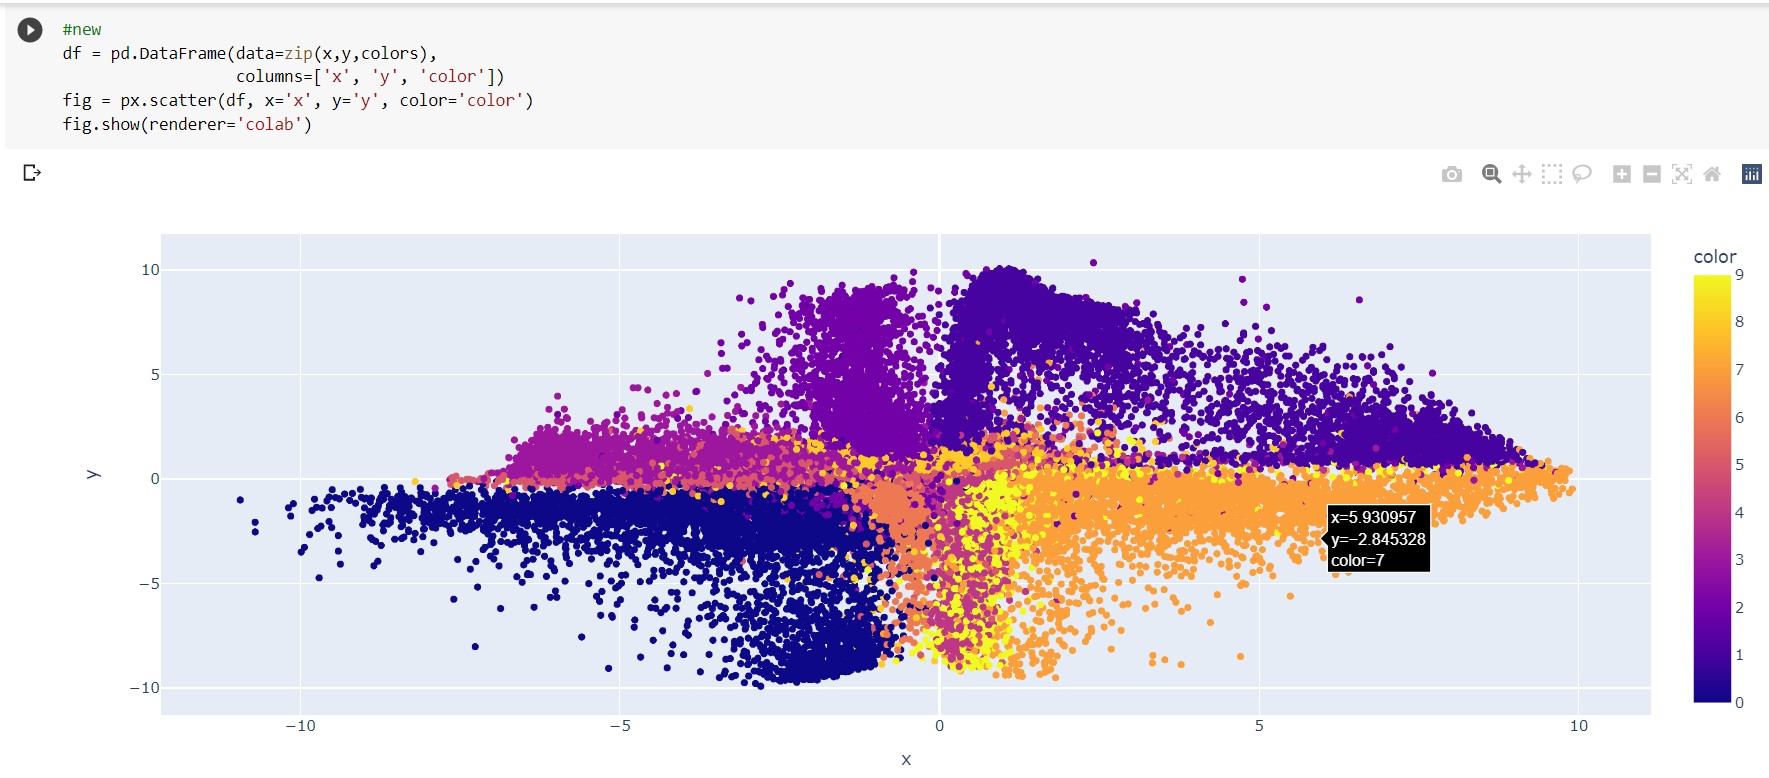 #new
df = pd.DataFrame(data=zip(x,y,colors),
columns=['x', 'y', 'color'])
fig = px.scatter(df, x='x', y='y', color='color')
fig.show(renderer='colab')
color
9
8
7
6
5
4
3
2
1
0
10
5
0
−5
−10
y
x=5.930957
y=−2.845328
color=7
−10
−5
0
5
10
x